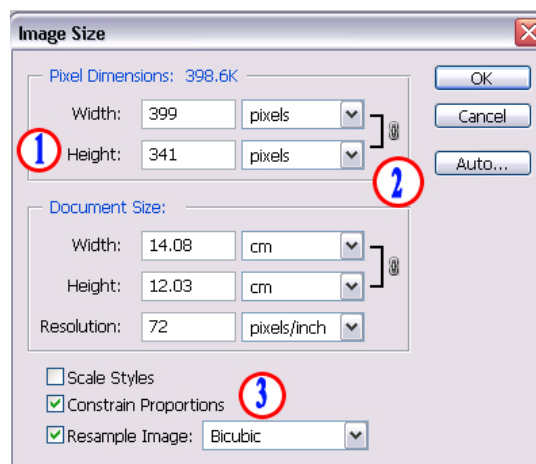 Image Size
Pixel Dimensions: 398.6K
OK
Width: 399 pixels
Cancel
1 Height: 341 pixels
2
Auto...
Document Size:
Width: 14.08 cm
Height: 12.03 cm
Resolution: 72 pixels/inch
Scale Styles
Constrain Proportions 3
Resample Image: Bicubic